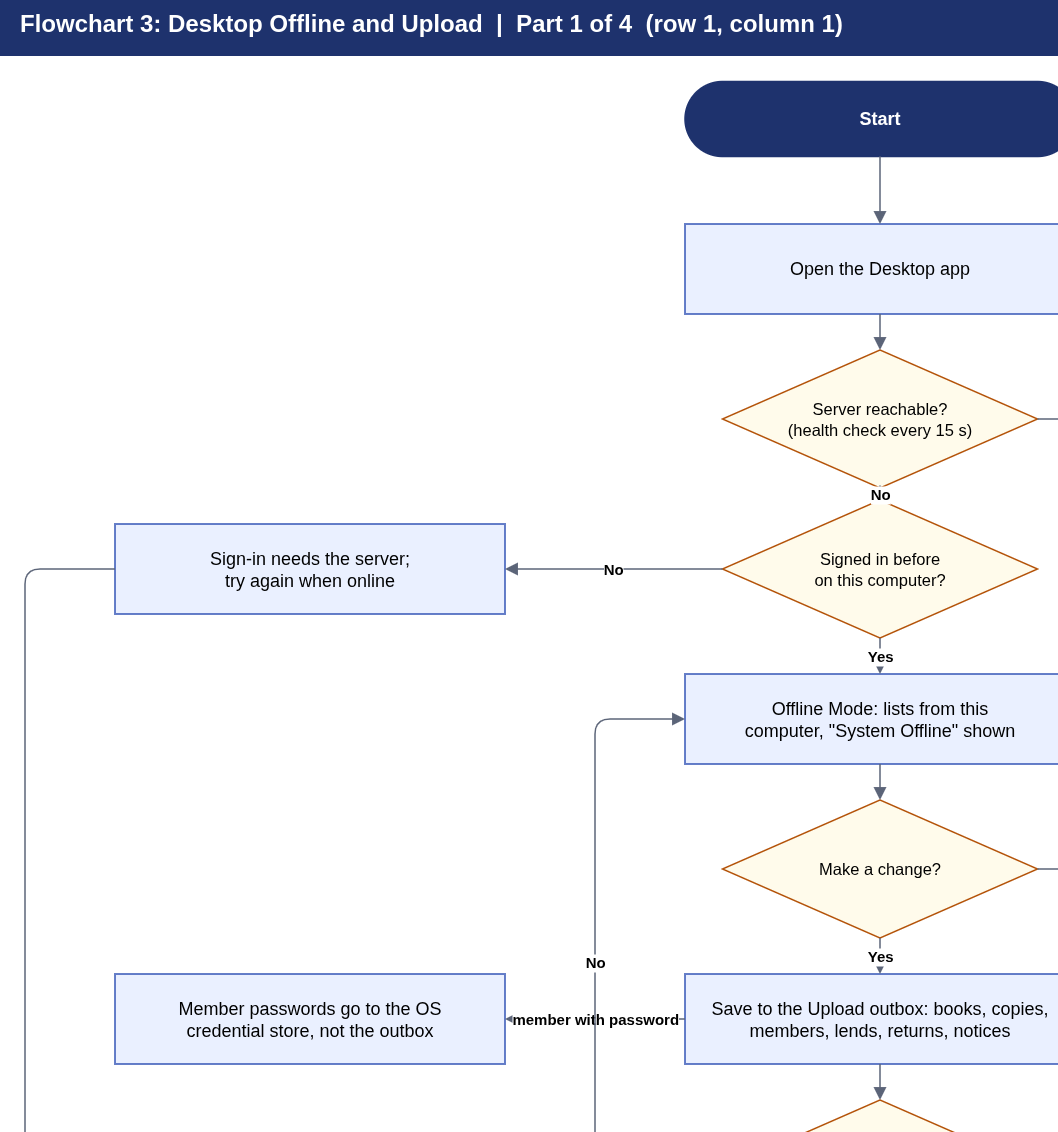 Flowchart 3: Desktop Offline and Upload | Part 1 of 4 (row 1, column 1)
Start
Open the Desktop app
Server reachable?
(health check every 15 s)
No
Sign-in needs the server;
try again when online
No
Signed in before
on this computer?
Yes
Offline Mode: lists from this
computer, "System Offline" shown
Make a change?
Yes
No
Member passwords go to the OS
credential store, not the outbox
member with password
Save to the Upload outbox: books, copies,
members, lends, returns, notices